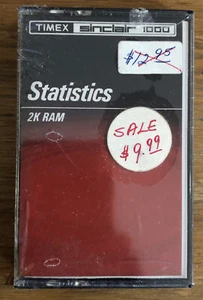 TIMEX sinclair 1000
$12.95
Statistics
2K RAM
SALE
$9.99